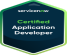 servicenow
Certified
Application
Developer